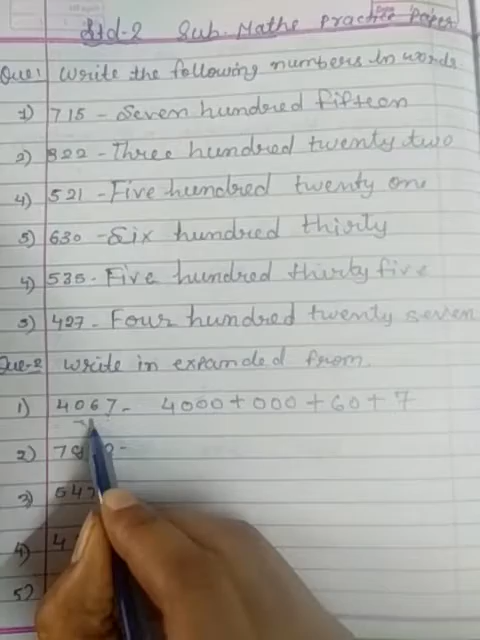 Std-2 Sub-Maths Practice Paper
Que:1 Write the following numbers in words.
1) 715 - Seven hundred fifteen
2) 322 - Three hundred twenty two
4) 521 - Five hundred twenty one
5) 630 - Six hundred thirty
4) 535 - Five hundred thirty five
5) 427 - Four hundred twenty seven
Que-2 write in expanded from.
1) 4067 - 4000 + 000 + 60 + 7
2)
3) 547
4) 4
5)